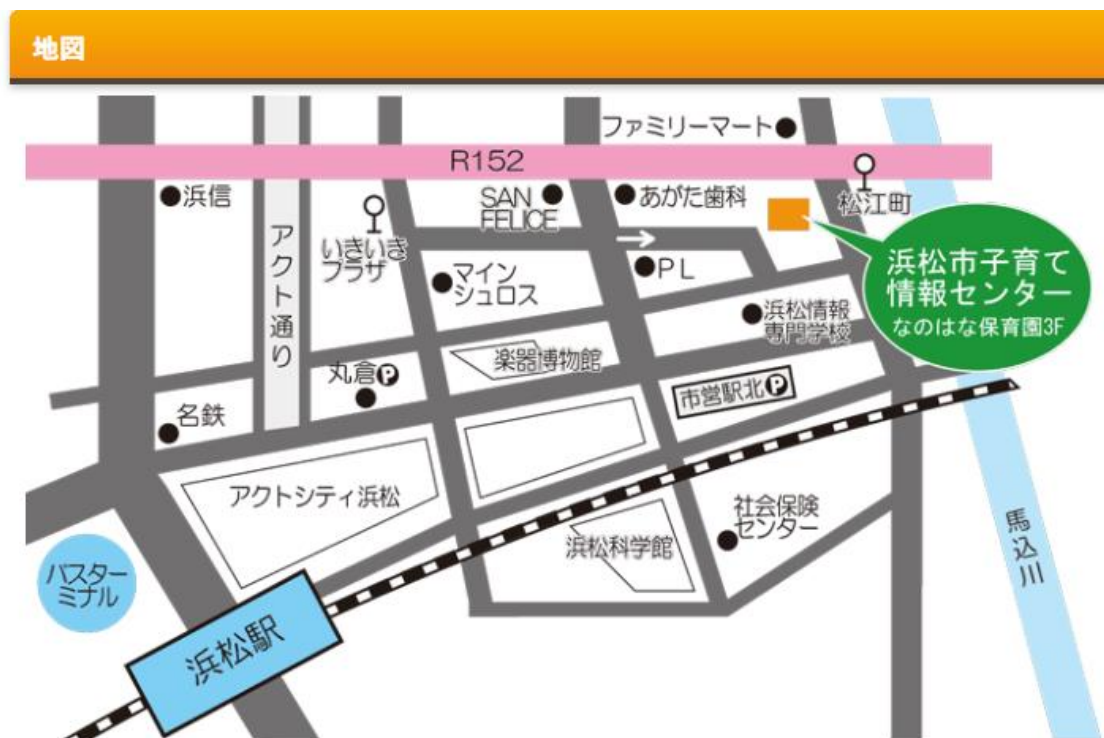 地図
ファミリーマート
R152
浜信
SAN
FELICE
あがた歯科
松江町
アクト通り
いきいき
プラザ
マイン
シュロス
PL
浜松市子育て
情報センター
なのはな保育園3F
浜松情報
専門学校
楽器博物館
丸倉P
市営駅北P
名鉄
アクトシティ浜松
社会保険
センター
浜松科学館
馬込川
バスター
ミナル
浜松駅